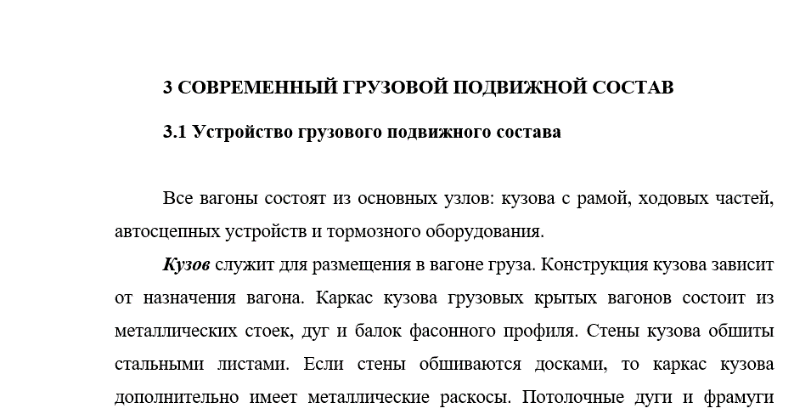 3 СОВРЕМЕННЫЙ ГРУЗОВОЙ ПОДВИЖНОЙ СОСТАВ
3.1 Устройство грузового подвижного состава
Все вагоны состоят из основных узлов: кузова с рамой, ходовых частей,
автосцепных устройств и тормозного оборудования.
Кузов служит для размещения в вагоне груза. Конструкция кузова зависит
от назначения вагона. Каркас кузова грузовых крытых вагонов состоит из
металлических стоек, дуг и балок фасонного профиля. Стены кузова обшиты
стальными листами. Если стены обшиваются досками, то каркас кузова
дополнительно имеет металлические раскосы. Потолочные дуги и фрамуги